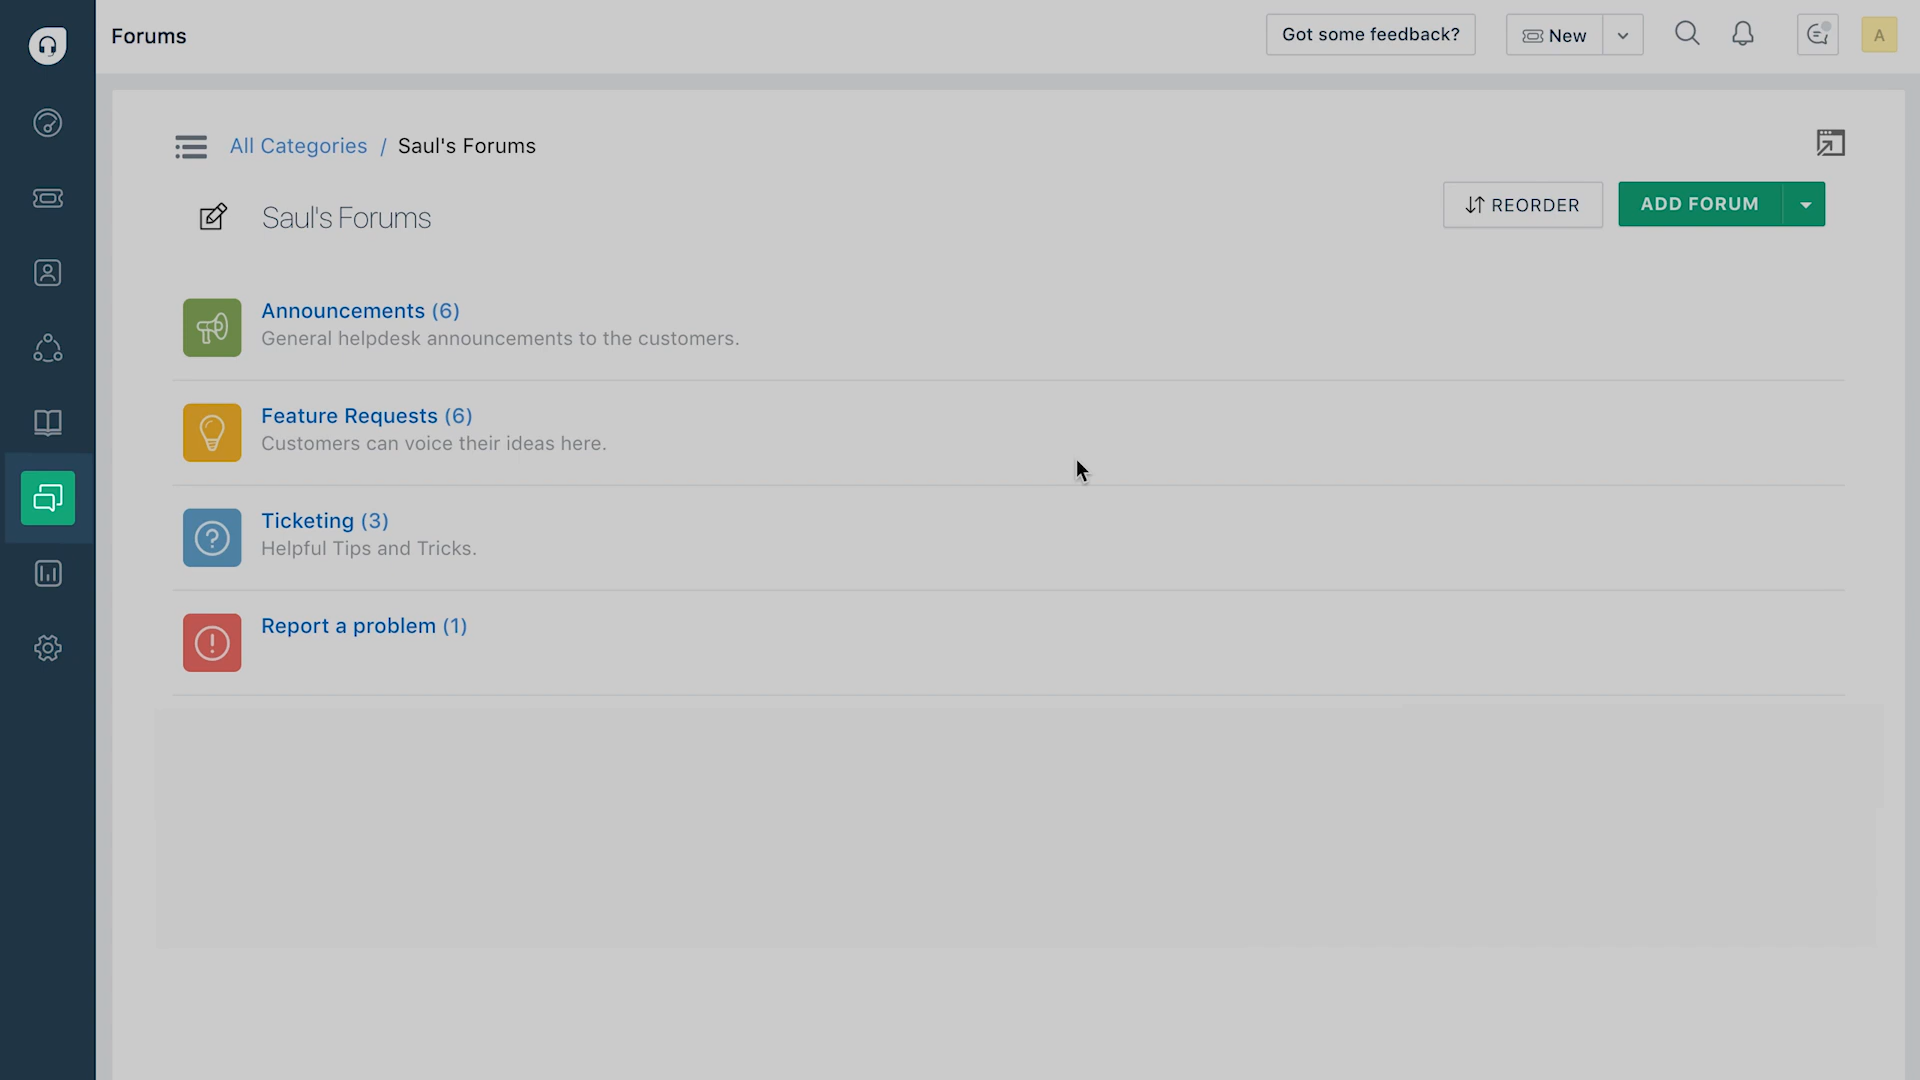 Forums
Got some feedback?
New
A
All Categories / Saul's Forums
Saul's Forums
REORDER
ADD FORUM
Announcements (6)
General helpdesk announcements to the customers.
Feature Requests (6)
Customers can voice their ideas here.
Ticketing (3)
Helpful Tips and Tricks.
Report a problem (1)